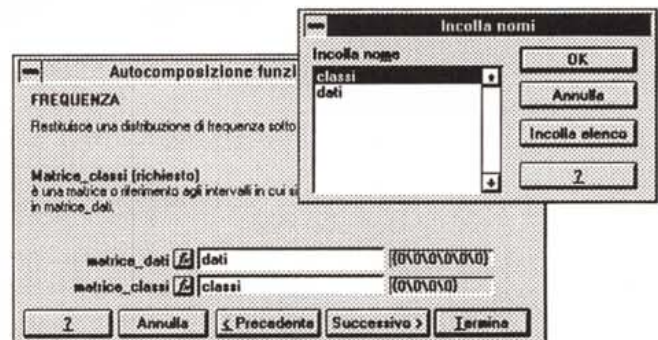 Incolla nomi
Incolla nome
classi
dati
OK
Annulla
Incolla elenco
?
Autocomposizione funzi
FREQUENZA
Restituisce una distribuzione di frequenza sotto
Matrice_classi (richiesto)
è una matrice o riferimento agli intervalli in cui si
in matrice_dati.
matrice_dati fx dati {0\0\0\0\0\0}
matrice_classi fx classi {0\0\0\0}
? Annulla < Precedente Successivo > Termina